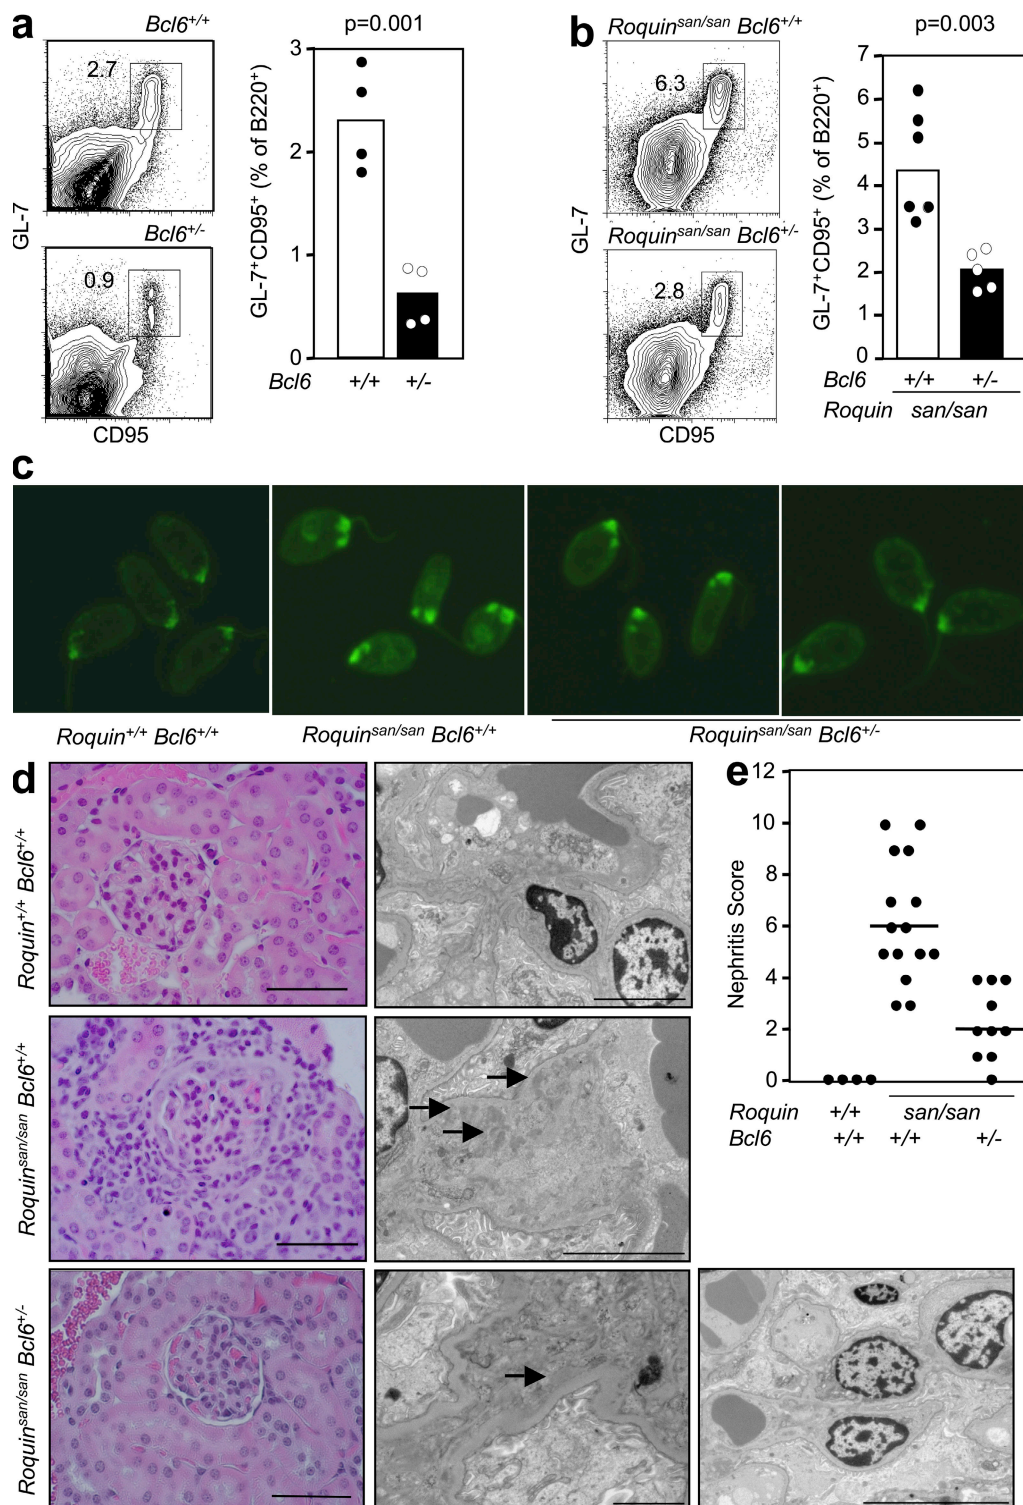 a
Bcl6+/+
2.7
Bcl6+/-
0.9
GL-7
CD95
p=0.001
GL-7+CD95+ (% of B220+)
3
2
1
0
Bcl6 +/+ +/-
b
Roquinsan/san Bcl6+/+
6.3
Roquinsan/san Bcl6+/-
2.8
GL-7
CD95
p=0.003
GL-7+CD95+ (% of B220+)
7
6
5
4
3
2
1
0
Bcl6 +/+ +/-
Roquin san/san
c
Roquin+/+ Bcl6+/+
Roquinsan/san Bcl6+/+
Roquinsan/san Bcl6+/-
d
Roquin+/+ Bcl6+/+
Roquinsan/san Bcl6+/+
Roquinsan/san Bcl6+/-
e
Nephritis Score
12
10
8
6
4
2
0
Roquin +/+ san/san
Bcl6 +/+ +/+ +/-